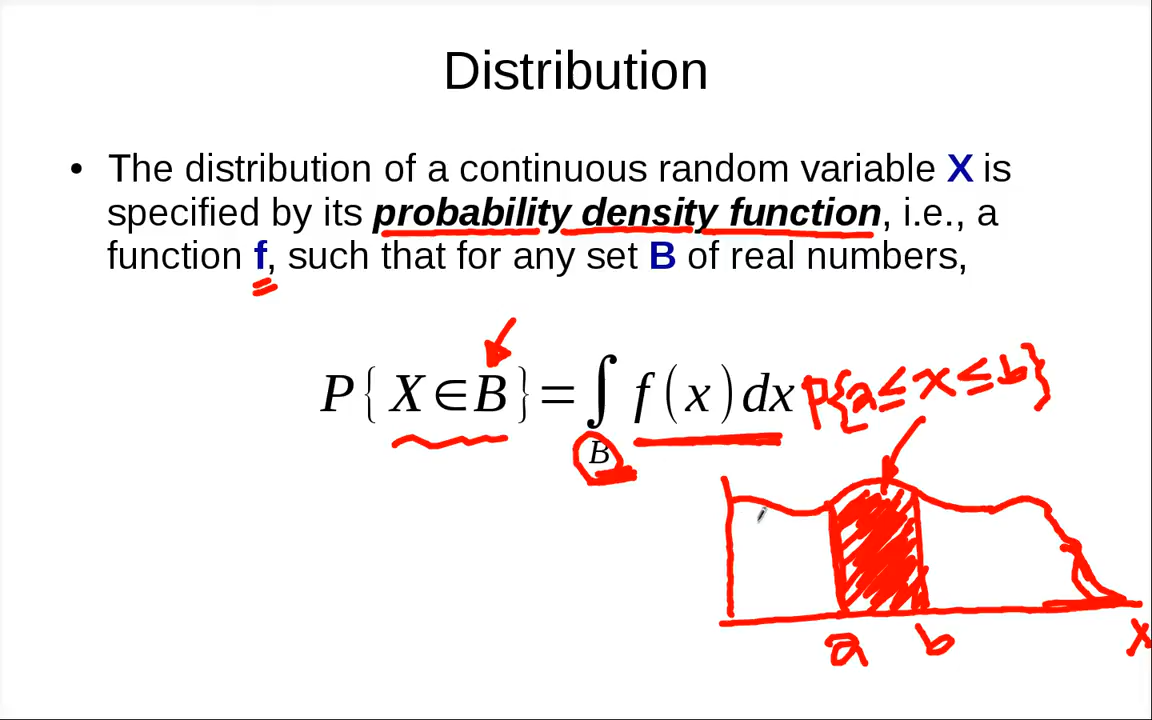 Distribution
• The distribution of a continuous random variable X is
specified by its probability density function, i.e., a
function f, such that for any set B of real numbers,
P{X∈B}=∫f(x)dx P{a≤x≤b}
B
a b x